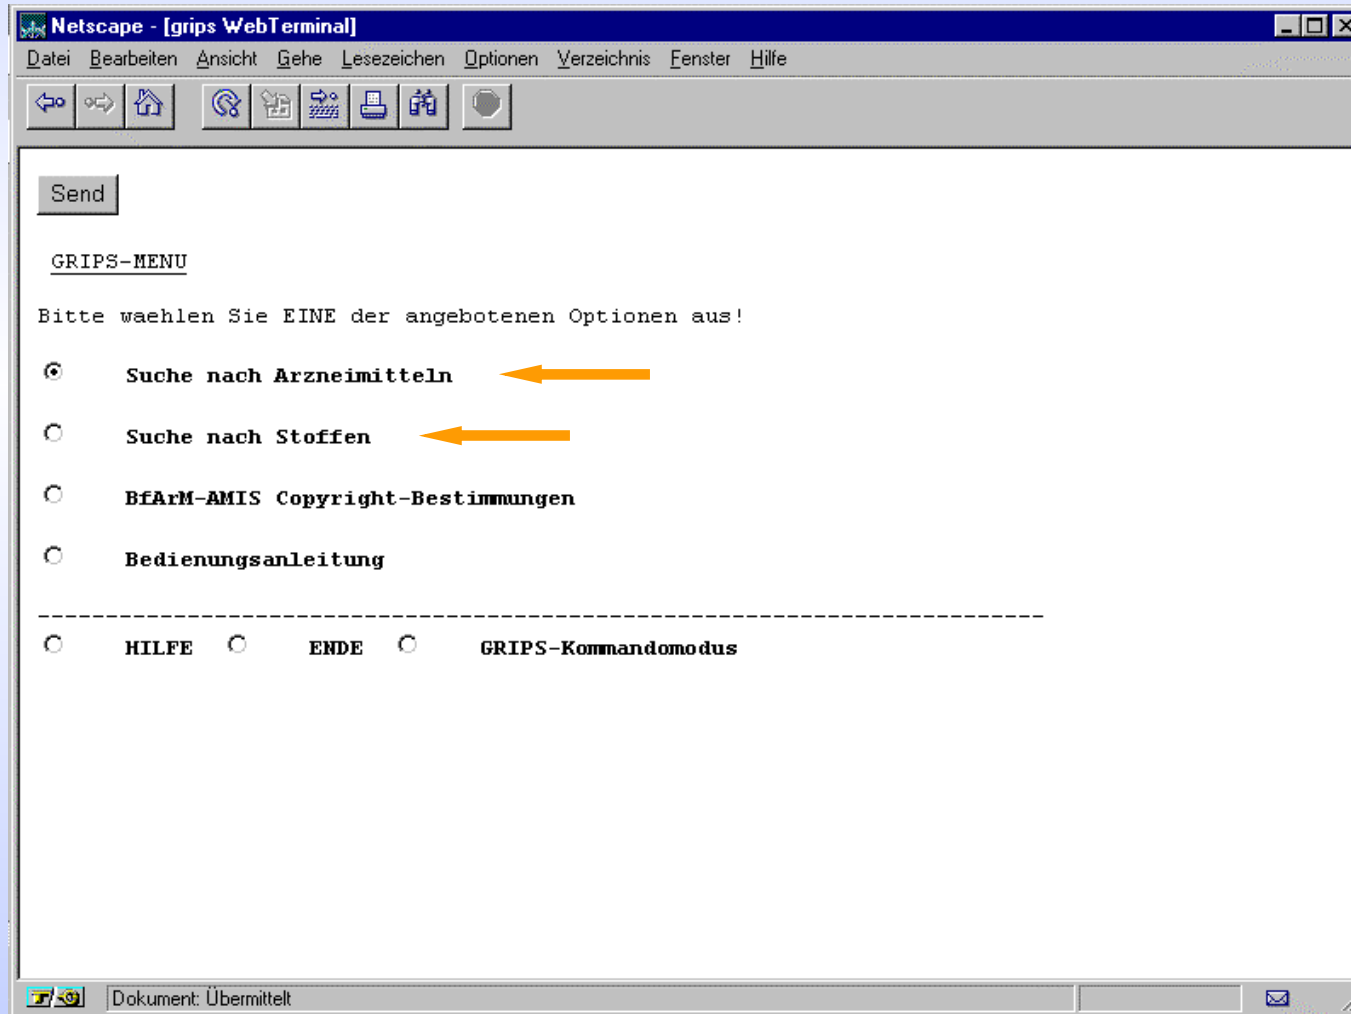 Netscape - [grips WebTerminal]
Datei Bearbeiten Ansicht Gehe Lesezeichen Optionen Verzeichnis Fenster Hilfe
Send
GRIPS-MENU
Bitte waehlen Sie EINE der angebotenen Optionen aus!
Suche nach Arzneimitteln
Suche nach Stoffen
BfArM-AMIS Copyright-Bestimmungen
Bedienungsanleitung
HILFE ENDE GRIPS-Kommandomodus
Dokument: Übermittelt